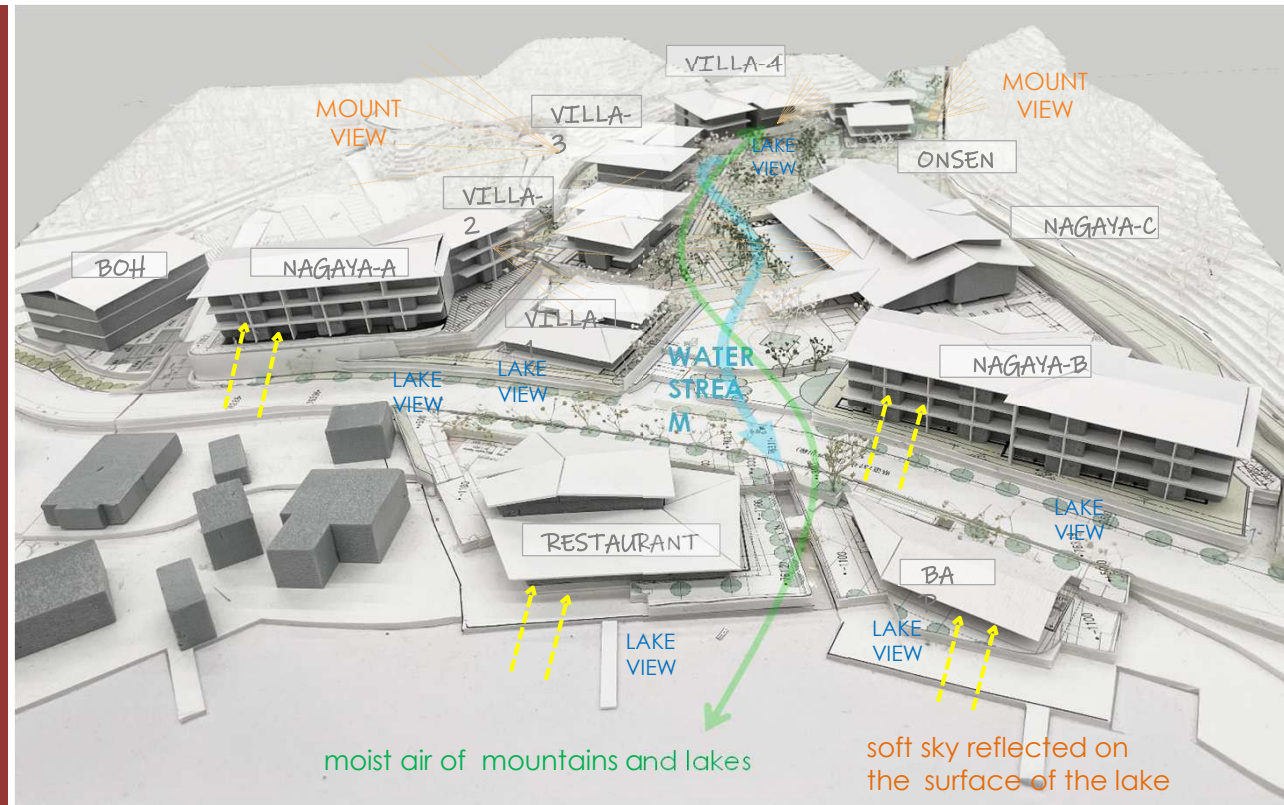 VILLA-4
MOUNT
VIEW
MOUNT
VIEW
VILLA-
3
LAKE
VIEW
ONSEN
VILLA-
2
NAGAYA-C
BOH
NAGAYA-A
VILLA
1
WATER
STREA
M
NAGAYA-B
LAKE
VIEW
LAKE
VIEW
LAKE
VIEW
RESTAURANT
BA
R
LAKE
VIEW
LAKE
VIEW
moist air of mountains and lakes
soft sky reflected on
the surface of the lake